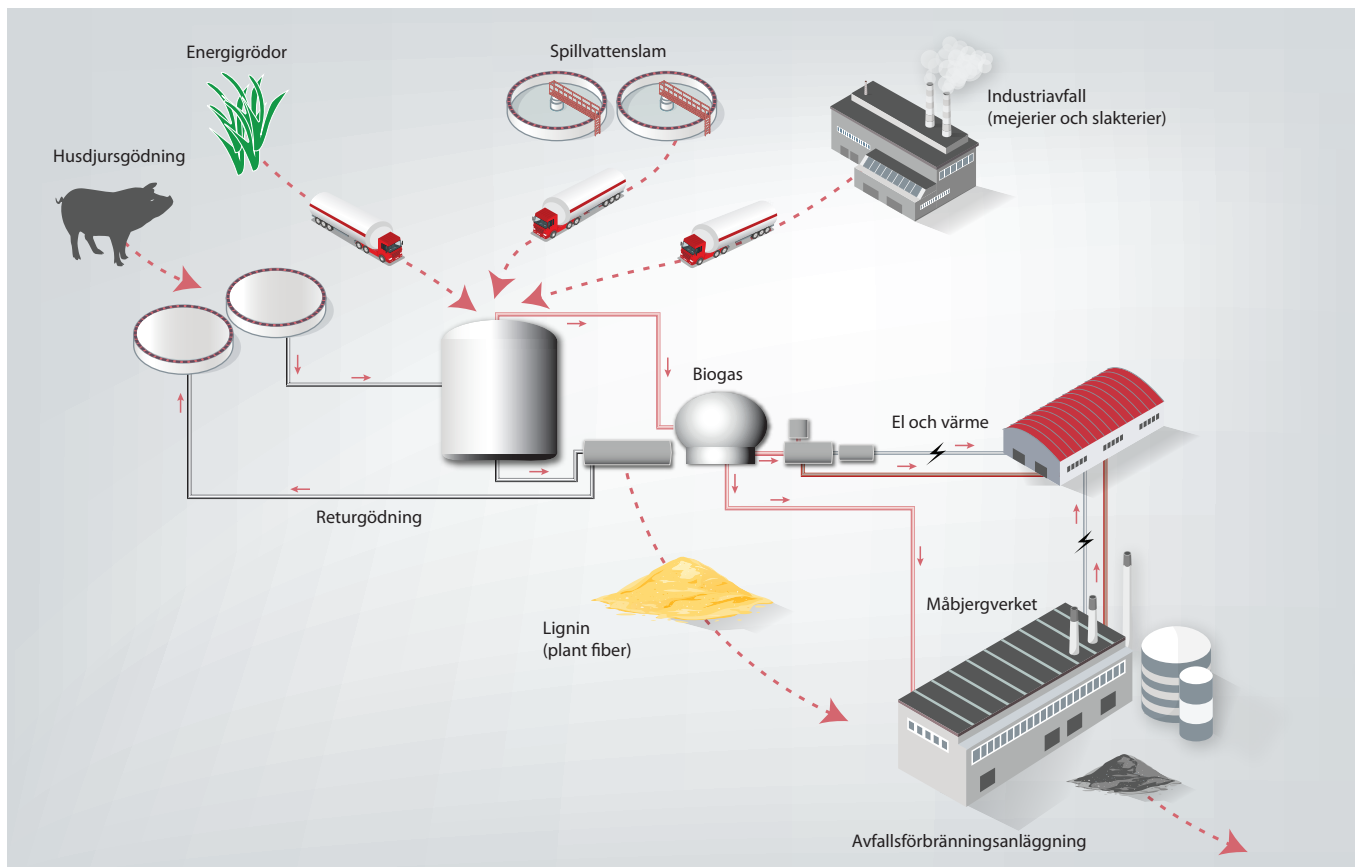 Energigrödor
Spillvattenslam
Industriavfall
(mejerier och slakterier)
Husdjursgödning
Biogas
El och värme
Returgödning
Måbjergverket
Lignin
(plant fiber)
Avfallsförbränningsanläggning